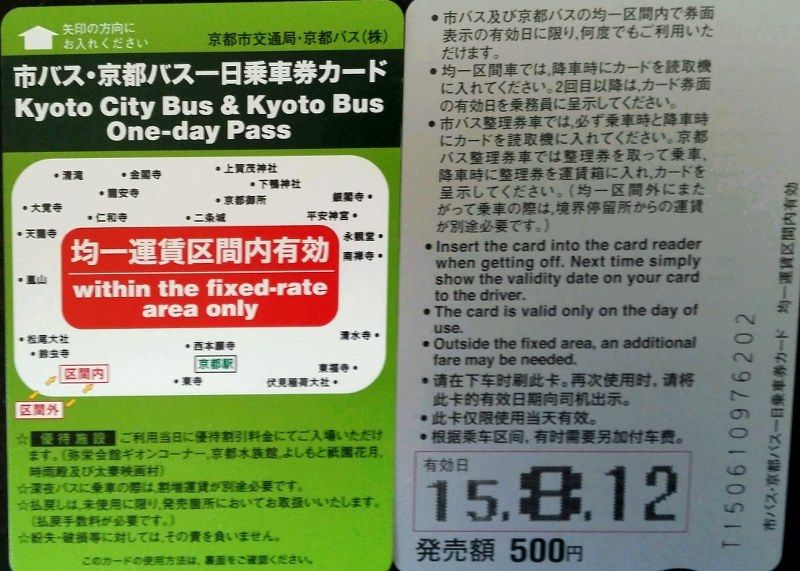 矢印の方向に
お入れください
京都市交通局・京都バス(株)
市バス・京都バス一日乗車券カード
Kyoto City Bus & Kyoto Bus
One-day Pass
・清滝
・金閣寺
・上賀茂神社
・下鴨神社
・龍安寺
・京都御所
銀閣寺・
・大覚寺
・仁和寺
・二条城
平安神宮・
・天龍寺
永観堂・
南禅寺・
均一運賃区間内有効
within the fixed-rate
area only
・嵐山
・松尾大社
・鈴虫寺
清水寺・
・西本願寺
京都駅
区間内
東福寺・
・東寺
伏見稲荷大社・
区間外
☆優待施設 ご利用当日に優待割引料金にてご入場いただけ
ます。(弥栄会館ギオンコーナー,京都水族館,よしもと祇園花月,
時雨殿及び太秦映画村)
☆深夜バスに乗車の際は,割増運賃が別途必要です。
☆払戻しは,未使用に限り,発売箇所においてお取扱いいたします。
(払戻手数料が必要です。)
☆紛失・破損等に対しては,その責を負いません。
このカードの使用方法は、裏面をご確認ください。
●市バス及び京都バスの均一区間内で券面
表示の有効日に限り,何度でもご利用いた
だけます。
●均一区間車では,降車時にカードを読取機
に入れてください。2回目以降は,カード券面
の有効日を乗務員に呈示してください。
●市バス整理券車では,必ず乗車時と降車時
にカードを読取機に入れてください。京都
バス整理券車では整理券を取って乗車,
降車時に整理券を運賃箱に入れ,カードを
呈示してください。(均一区間外にまた
がって乗車の際は,境界停留所からの運賃
が別途必要です。)
●Insert the card into the card reader
when getting off. Next time simply
show the validity date on your card
to the driver.
●The card is valid only on the day of
use.
●Outside the fixed area, an additional
fare may be needed.
●请在下车时刷此卡。再次使用时，请将
此卡的有效日期向司机出示。
●此卡仅限使用当天有效。
●根据乘车区间，有时需要另加付车费。
有効日
15.8.12
発売額 500円
T150610976202
市バス・京都バス一日乗車券カード 均一運賃区間内有効